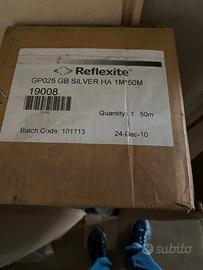 Reflexite®
GP025 GB SILVER HA 1M*50M
19008
Quantity: 1 50m
Batch Code: 101113
24-Dec-10
subito